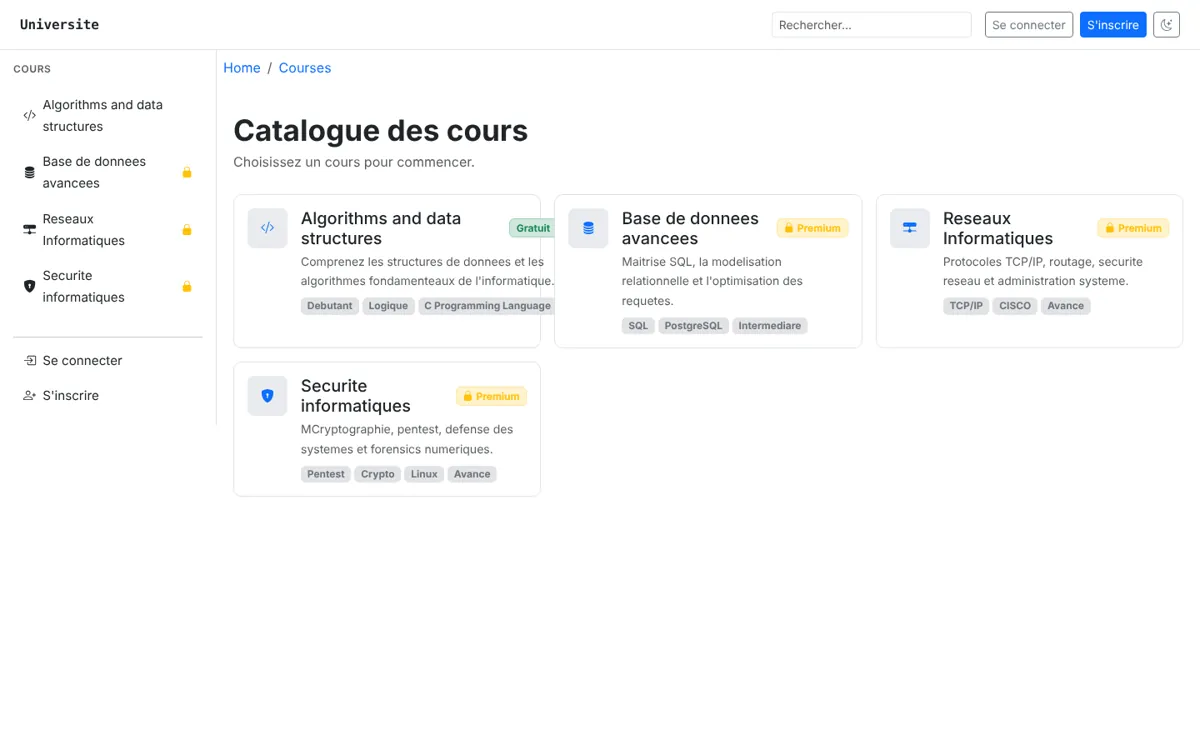 Universite
Rechercher...
Se connecter
S'inscrire
COURS
Algorithms and data
structures
Base de donnees
avancees
Reseaux
Informatiques
Securite
informatiques
Se connecter
S'inscrire
Home / Courses
Catalogue des cours
Choisissez un cours pour commencer.
Algorithms and data
structures
Gratuit
Comprenez les structures de donnees et les
algorithmes fondamenteaux de l'informatique.
Debutant Logique C Programming Language
Base de donnees
avancees
Premium
Maitrise SQL, la modelisation
relationnelle et l'optimisation des
requetes.
SQL PostgreSQL Intermediare
Reseaux
Informatiques
Premium
Protocoles TCP/IP, routage, securite
reseau et administration systeme.
TCP/IP CISCO Avance
Securite
informatiques
Premium
MCryptographie, pentest, defense des
systemes et forensics numeriques.
Pentest Crypto Linux Avance